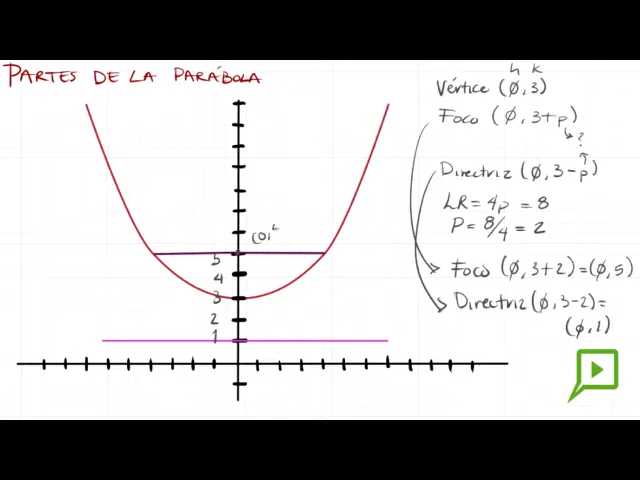 PARTES DE LA PARÁBOLA
h k
Vértice (ϕ, 3)
Foco (ϕ, 3+p)
?
Directriz (ϕ, 3-p)
LR = 4p = 8
P = 8/4 = 2
Foco (ϕ, 3+2) = (ϕ, 5)
Directriz (ϕ, 3-2) =
(ϕ, 1)
5
4
3
2
1